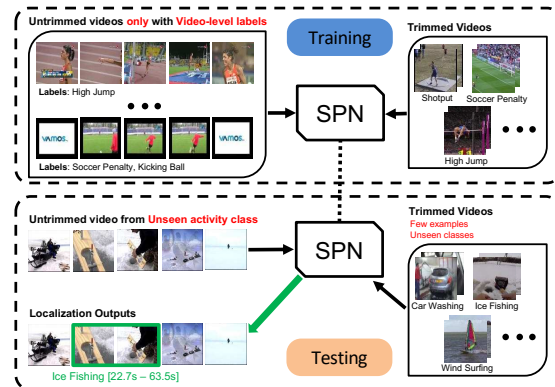 Untrimmed videos only with Video-level labels
Training
Trimmed Videos
Labels: High Jump
Shotput
Soccer Penalty
SPN
VAMOS.
VAMOS.
High Jump
Labels: Soccer Penalty, Kicking Ball
Untrimmed video from Unseen activity class
SPN
Trimmed Videos
Few examples
Unseen classes
Car Washing
Ice Fishing
Localization Outputs
Wind Surfing
Ice Fishing [22.7s – 63.5s]
Testing